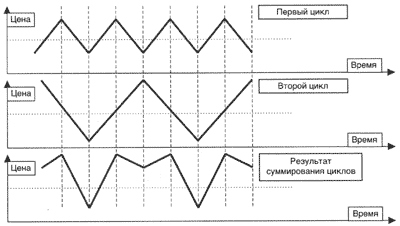 Цена
Первый цикл
Время
Цена
Второй цикл
Время
Цена
Результат
суммирования циклов
Время